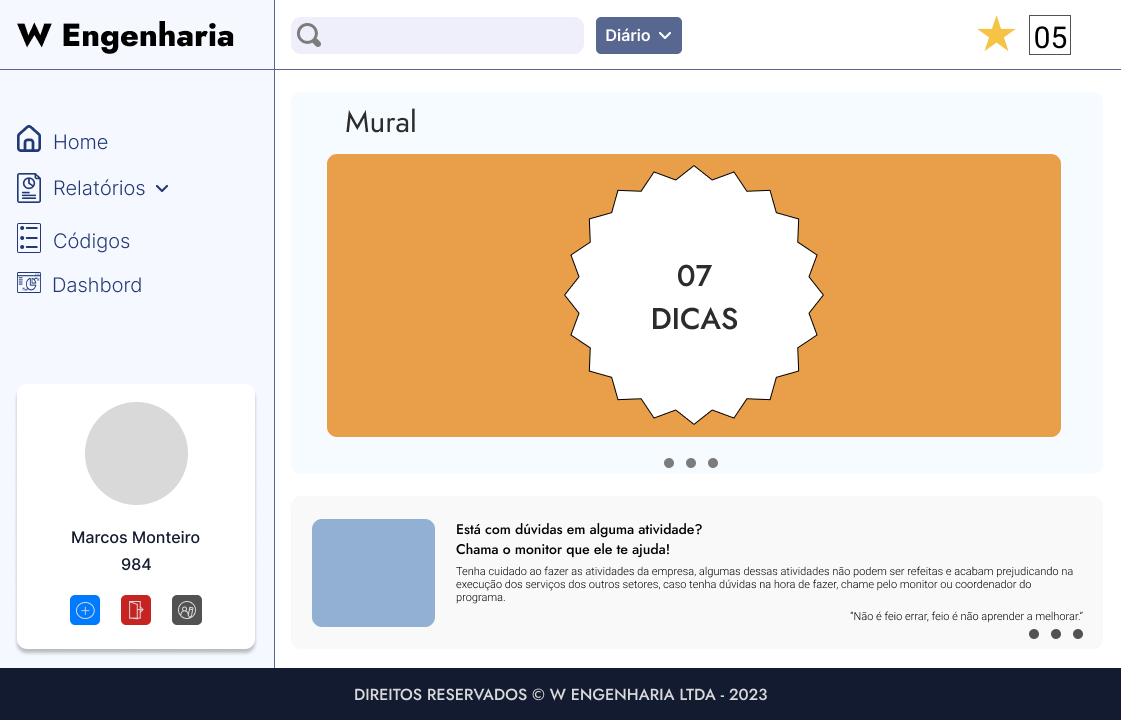 W Engenharia
Diário
05
Home
Relatórios
Códigos
Dashbord
Marcos Monteiro
984
Mural
07
DICAS
Está com dúvidas em alguma atividade?
Chama o monitor que ele te ajuda!
Tenha cuidado ao fazer as atividades da empresa, algumas dessas atividades não podem ser refeitas e acabam prejudicando na
execução dos serviços dos outros setores, caso tenha dúvidas na hora de fazer, chame pelo monitor ou coordenador do
programa.
“Não é feio errar, feio é não aprender a melhorar.”
DIREITOS RESERVADOS © W ENGENHARIA LTDA - 2023